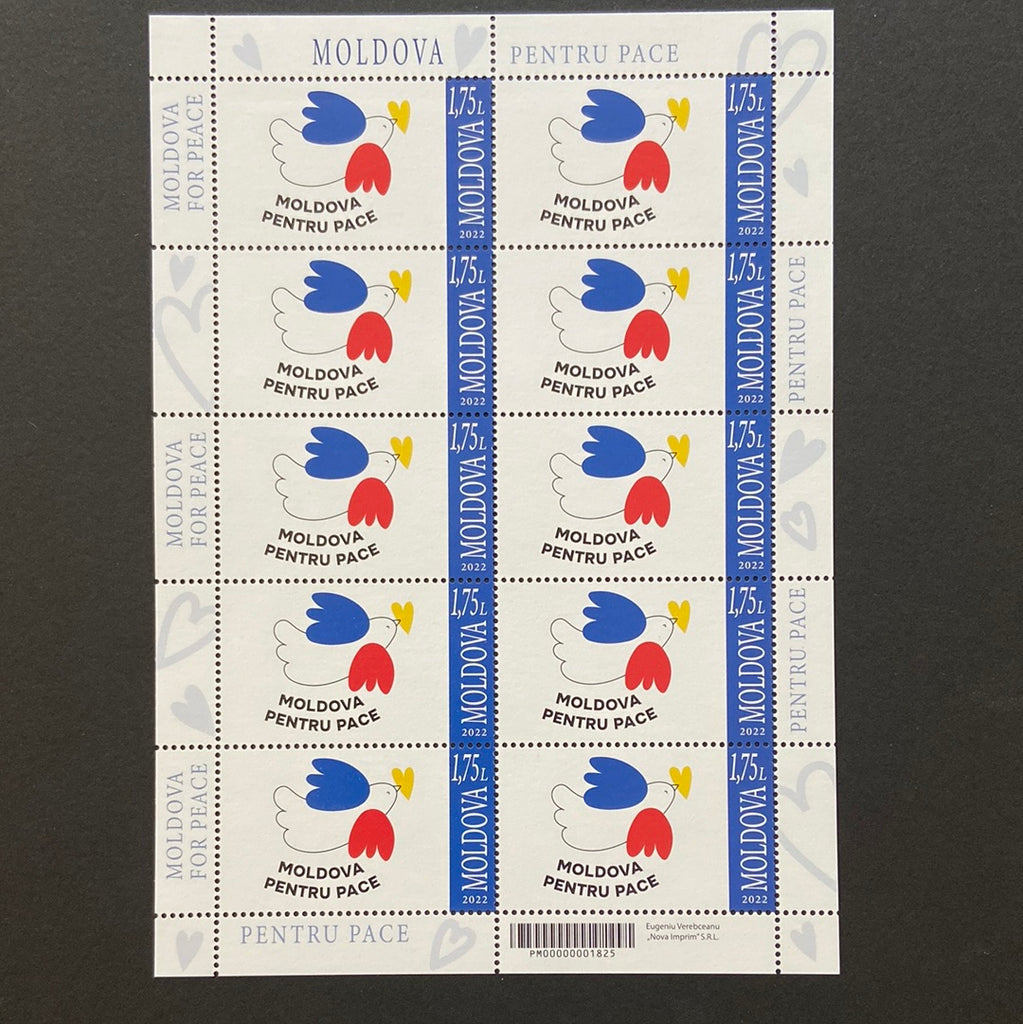 MOLDOVA PENTRU PACE
MOLDOVA
FOR PEACE
1,75L
MOLDOVA
2022
MOLDOVA
PENTRU PACE
1,75L
MOLDOVA
2022
MOLDOVA
PENTRU PACE
1,75L
MOLDOVA
2022
MOLDOVA
PENTRU PACE
1,75L
MOLDOVA
2022
MOLDOVA
PENTRU PACE
PENTRU PACE
MOLDOVA
FOR PEACE
1,75L
MOLDOVA
2022
MOLDOVA
PENTRU PACE
1,75L
MOLDOVA
2022
MOLDOVA
PENTRU PACE
1,75L
MOLDOVA
2022
MOLDOVA
PENTRU PACE
1,75L
MOLDOVA
2022
MOLDOVA
PENTRU PACE
PENTRU PACE
MOLDOVA
FOR PEACE
1,75L
MOLDOVA
2022
MOLDOVA
PENTRU PACE
1,75L
MOLDOVA
2022
MOLDOVA
PENTRU PACE
PENTRU PACE
Eugeniu Verebceanu
„Nova Imprim” S.R.L.
PM00000001825